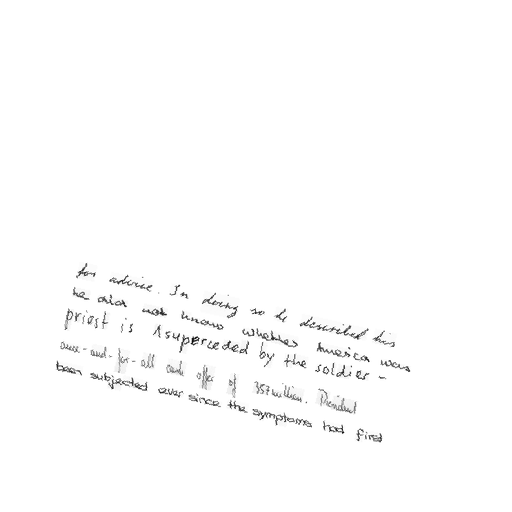 for advice. In doing so he described his
he did not know whether America was
priest is superceded by the soldier -
once-and-for-all cash offer of 357 million. President
been subjected ever since the symptoms had first